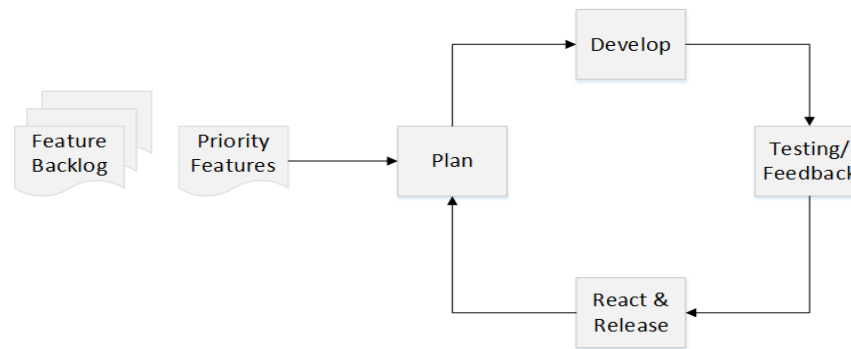 Feature
Backlog
Priority
Features
Plan
Develop
Testing/
Feedback
React &
Release